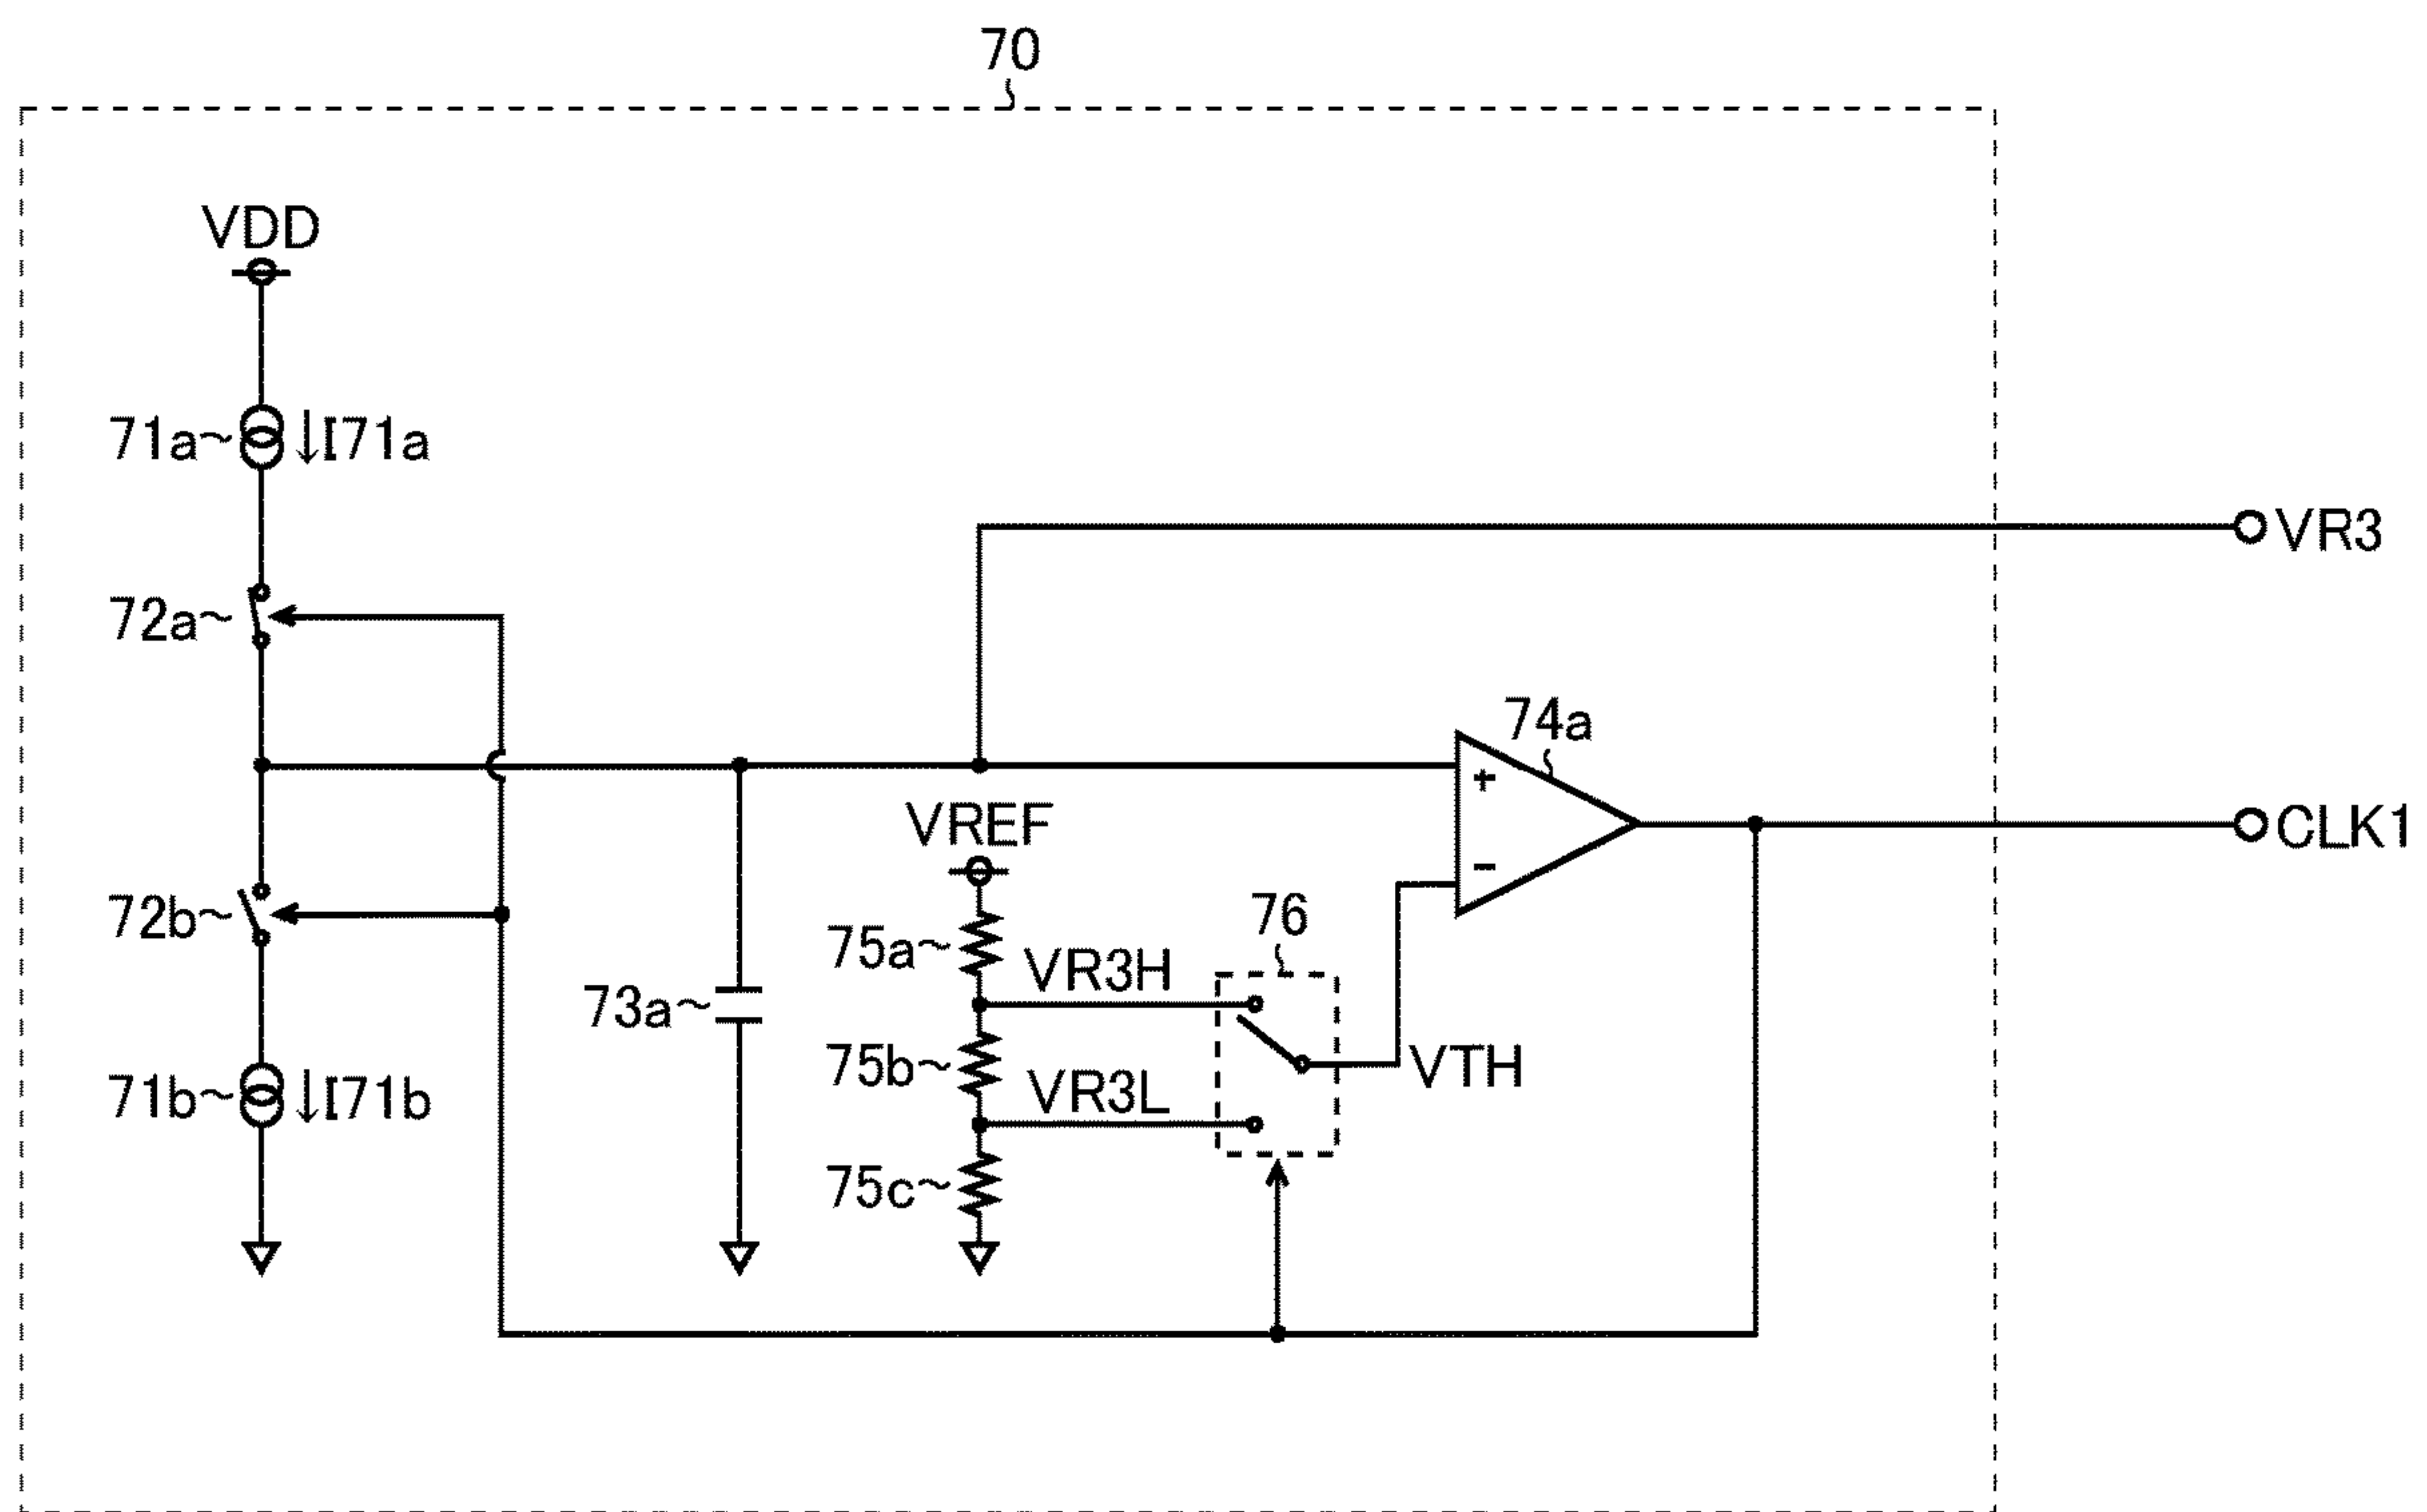 70
VDD
71a
I71a
VR3
72a
74a
VREF
CLK1
+
-
76
72b
75a
VR3H
73a
75b
VTH
VR3L
71b
I71b
75c